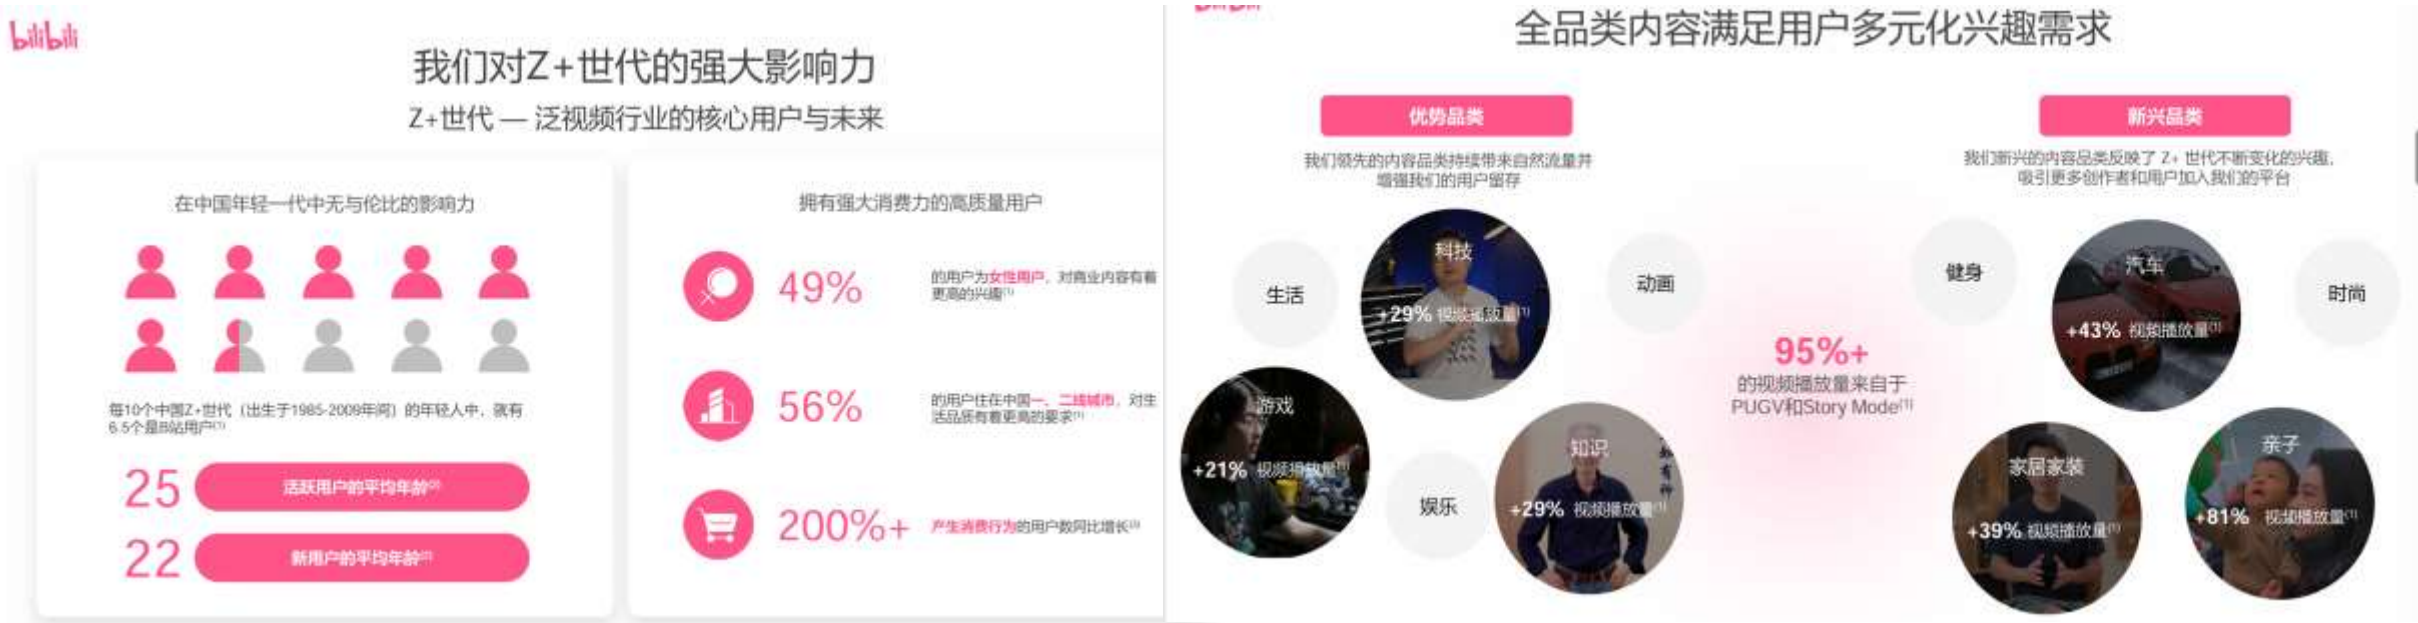 bilibili
我们对Z+世代的强大影响力
Z+世代 — 泛视频行业的核心用户与未来
在中国年轻一代中无与伦比的影响力
每10个中国Z+世代（出生于1985-2009年间）的年轻人中，就有
6.5个是B站用户(1)
25
活跃用户的平均年龄(2)
22
新用户的平均年龄(2)
拥有强大消费力的高质量用户
49%
的用户为女性用户，对商业内容有着
更高的兴趣(1)
56%
的用户住在中国一、二线城市，对生
活品质有着更高的要求(1)
200%+
产生消费行为的用户数同比增长(3)
全品类内容满足用户多元化兴趣需求
优势品类
我们领先的内容品类持续带来自然流量并
增强我们的用户留存
生活
科技
+29% 视频播放量(1)
动画
游戏
+21% 视频播放量(1)
娱乐
知识
+29% 视频播放量(1)
95%+
的视频播放量来自于
PUGV和Story Mode(1)
新兴品类
我们新兴的内容品类反映了 Z+ 世代不断变化的兴趣，
吸引更多创作者和用户加入我们的平台
健身
汽车
+43% 视频播放量(1)
时尚
家居家装
+39% 视频播放量(1)
亲子
+81% 视频播放量(1)